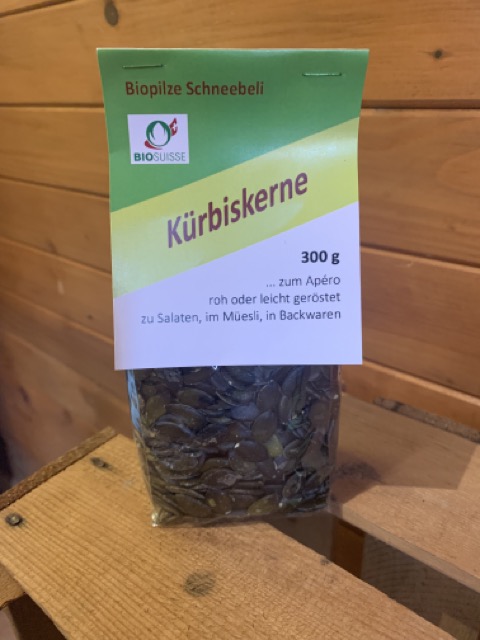 Biopilze Schneebeli
BIOSUISSE
Kürbiskerne
300 g
... zum Apéro
roh oder leicht geröstet
zu Salaten, im Müesli, in Backwaren